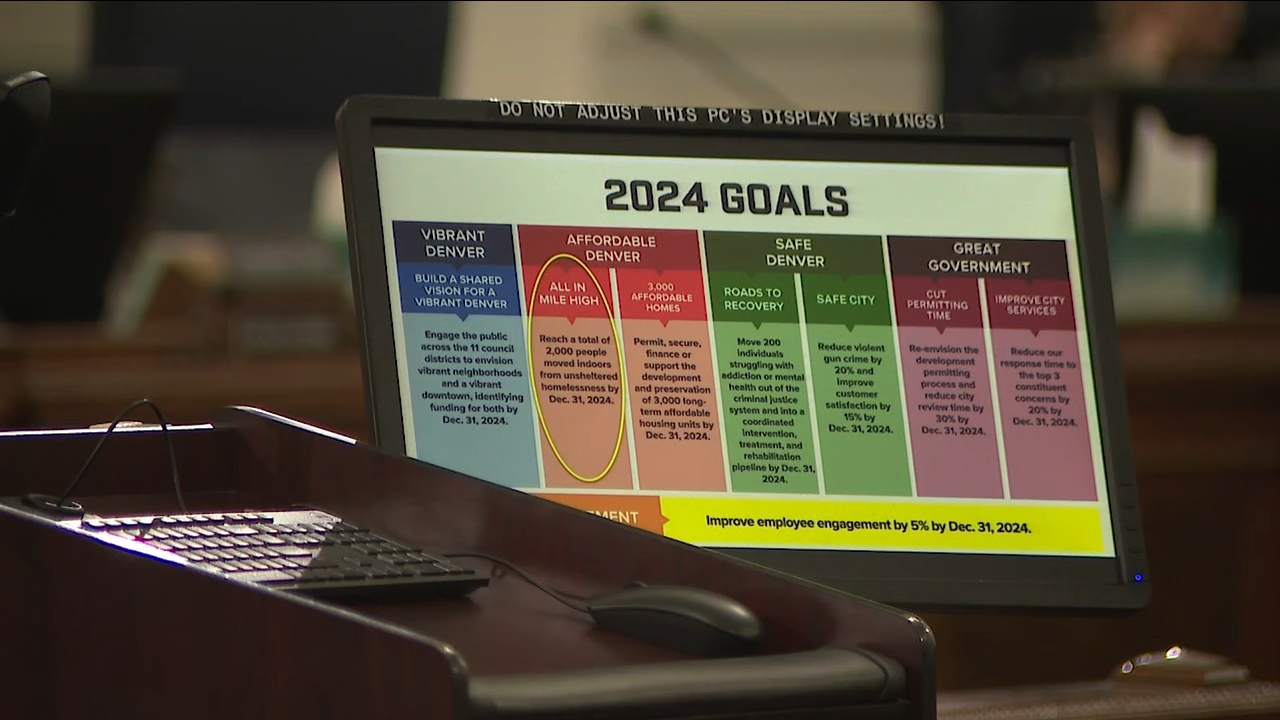 "DO NOT ADJUST THIS PC'S DISPLAY SETTINGS!
2024 GOALS
VIBRANT
DENVER
BUILD A SHARED
VISION FOR A
VIBRANT DENVER
Engage the public
across the 11 council
districts to envision
vibrant neighborhoods
and a vibrant
downtown, identifying
funding for both by
Dec. 31, 2024.
AFFORDABLE
DENVER
ALL IN
MILE HIGH
Reach a total of
2,000 people
moved indoors
from unsheltered
homelessness by
Dec. 31, 2024.
3,000
AFFORDABLE
HOMES
Permit, secure,
finance or
support the
development
and preservation
of 3,000 long-
term affordable
housing units by
Dec. 31, 2024.
SAFE
DENVER
ROADS TO
RECOVERY
Move 200
individuals
struggling with
addiction or mental
health out of the
criminal justice
system and into a
coordinated
intervention,
treatment, and
rehabilitation
pipeline by Dec. 31,
2024.
SAFE CITY
Reduce violent
gun crime by
20% and
improve
customer
satisfaction by
15% by
Dec. 31, 2024.
GREAT
GOVERNMENT
CUT
PERMITTING
TIME
Re-envision the
development
permitting
process and
reduce city
review time by
30% by
Dec. 31, 2024.
IMPROVE CITY
SERVICES
Reduce our
response time to
the top 3
constituent
concerns by
20% by
Dec. 31, 2024.
MENT
Improve employee engagement by 5% by Dec. 31, 2024.